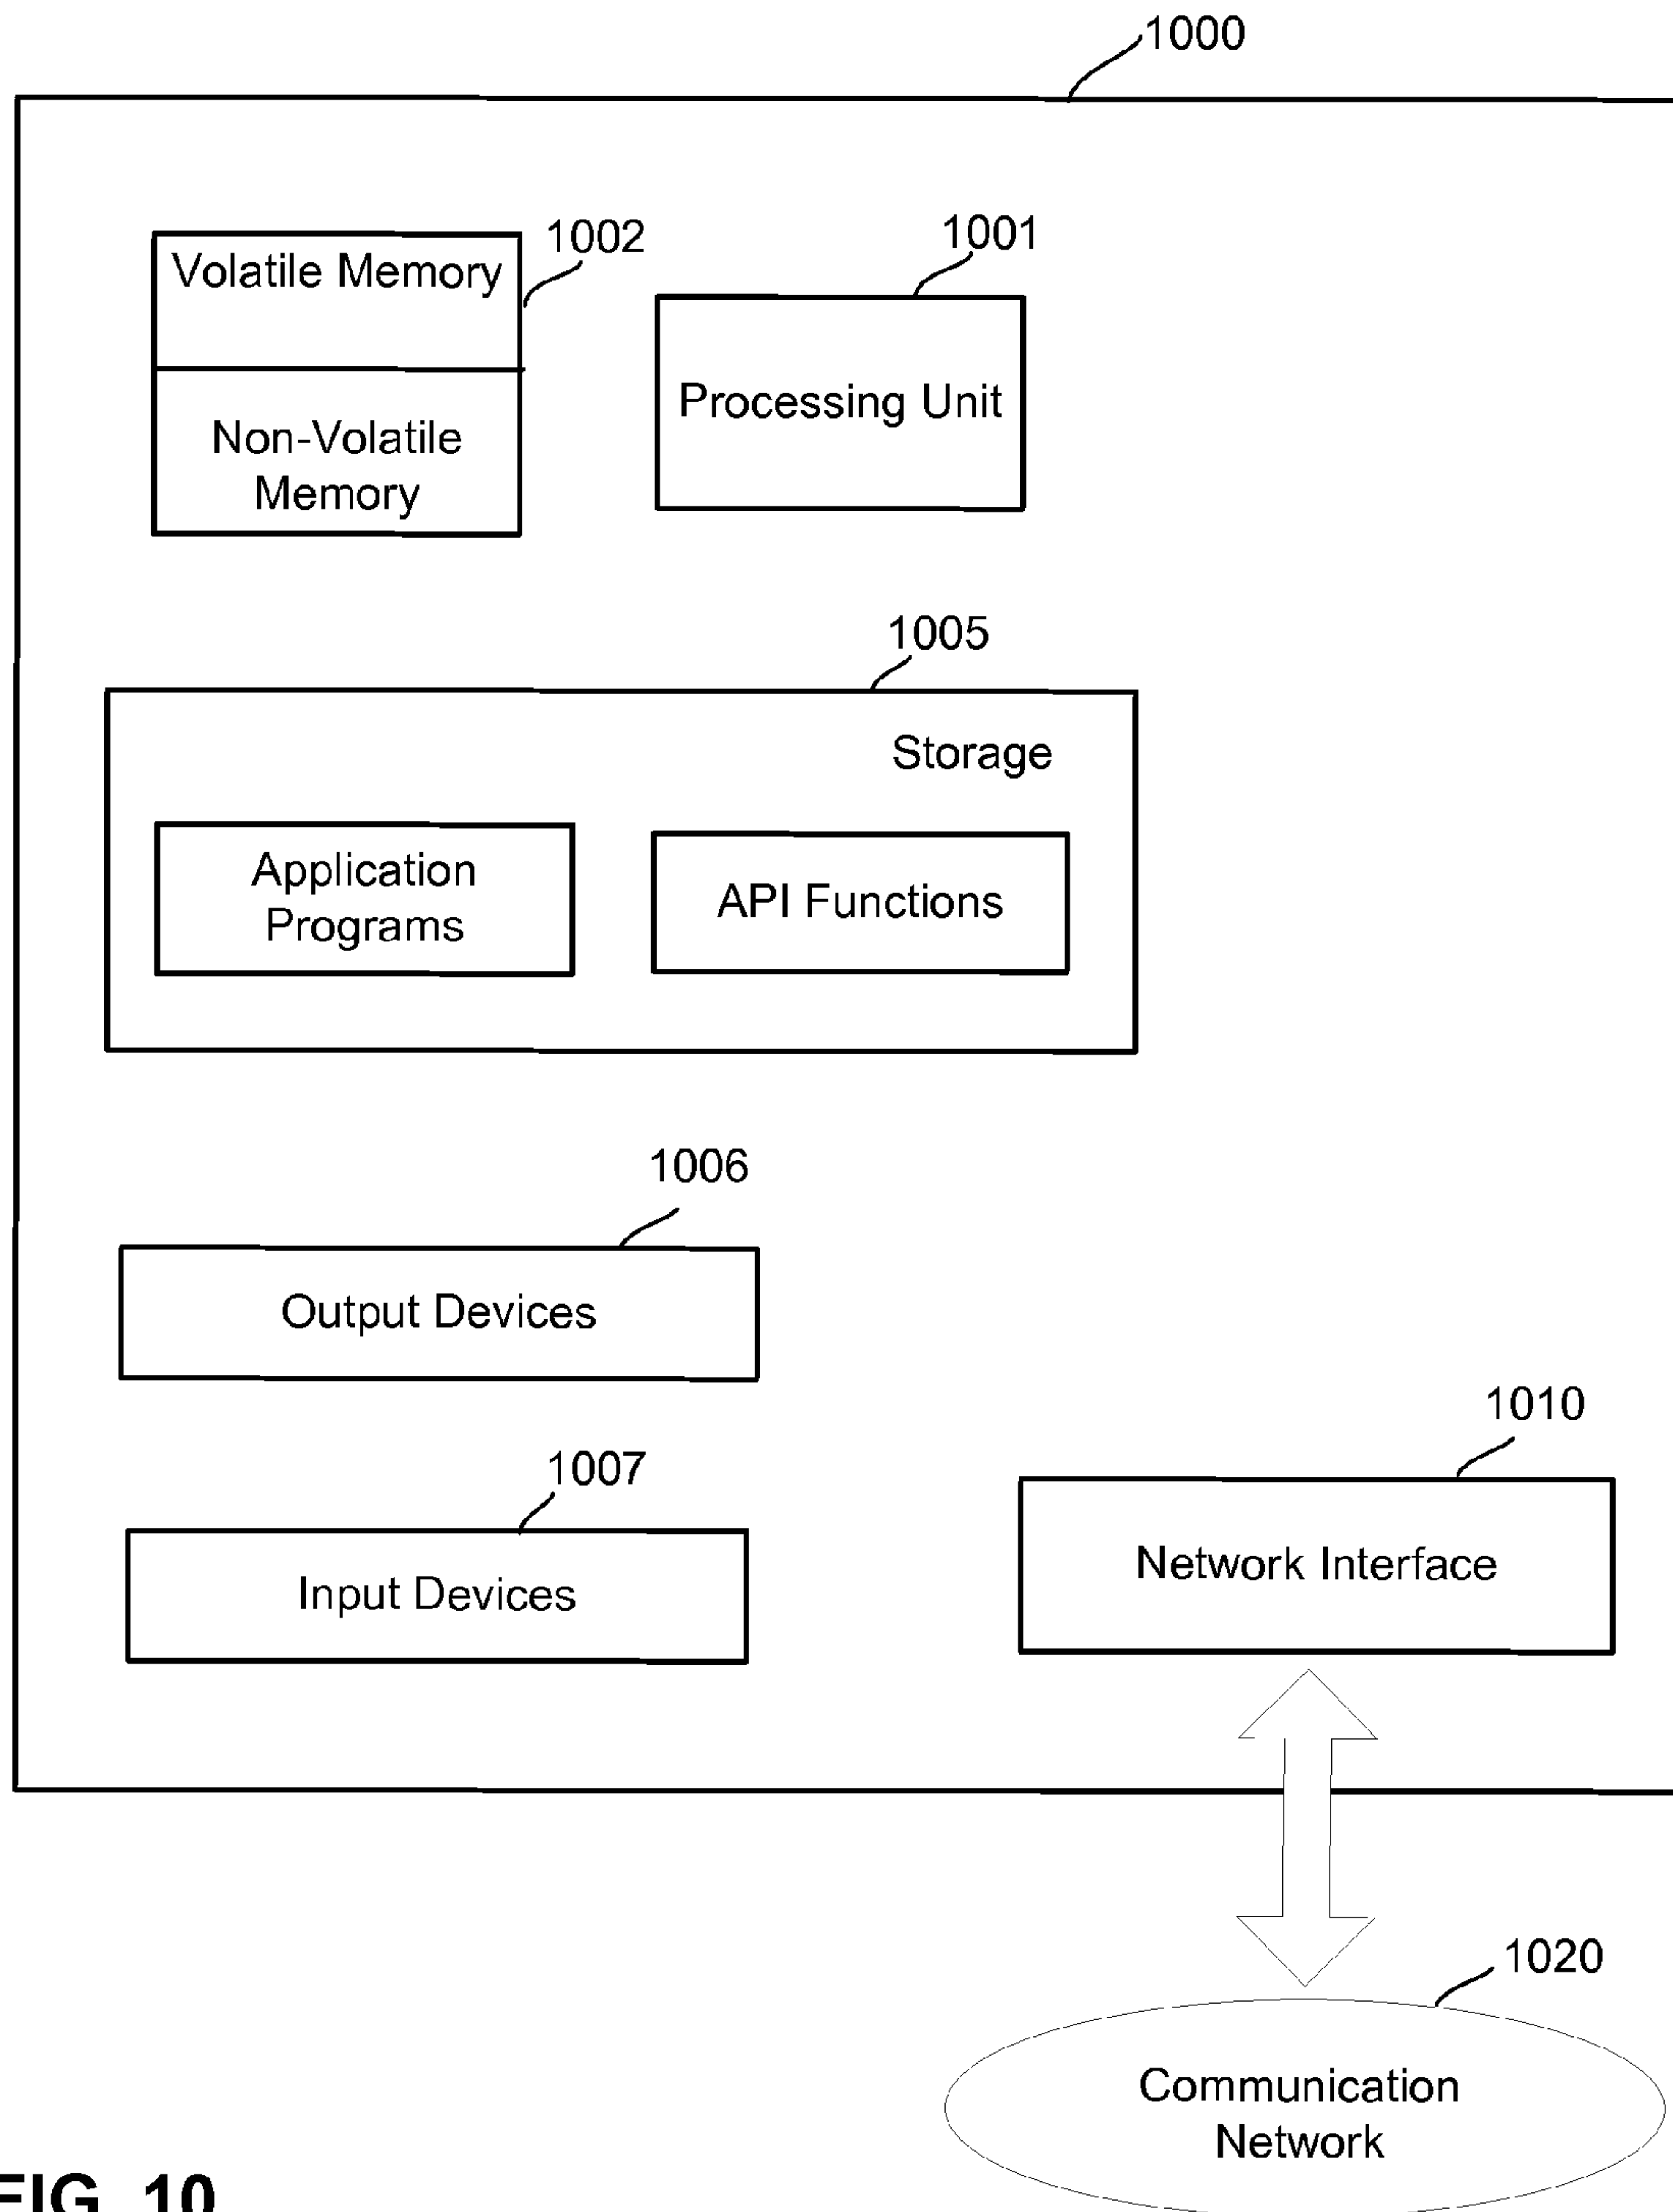 1000
1002
1001
Volatile Memory
Processing Unit
Non-Volatile
Memory
1005
Storage
Application
Programs
API Functions
1006
Output Devices
1010
1007
Network Interface
Input Devices
1020
Communication
Network
FIG. 10